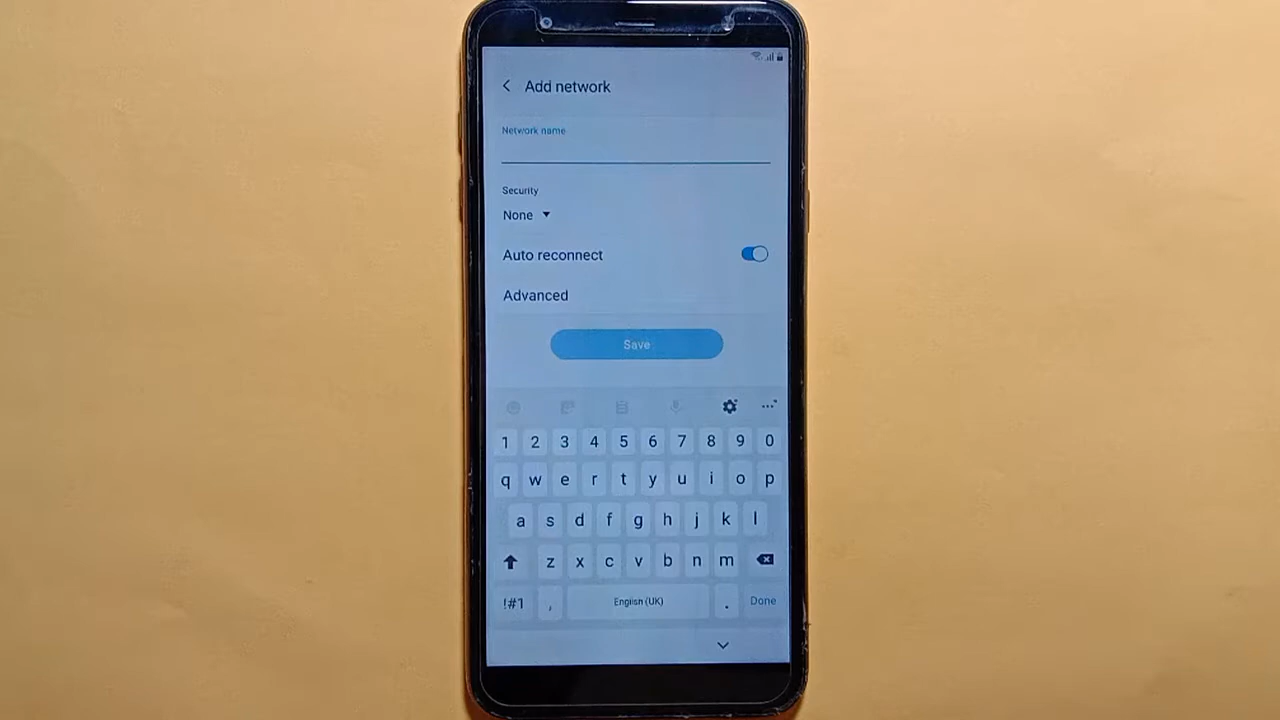 Add network
Network name
Security
None
Auto reconnect
Advanced
Save
1 2 3 4 5 6 7 8 9 0
q w e r t y u i o p
a s d f g h j k l
z x c v b n m
!#1 , English (UK) . Done